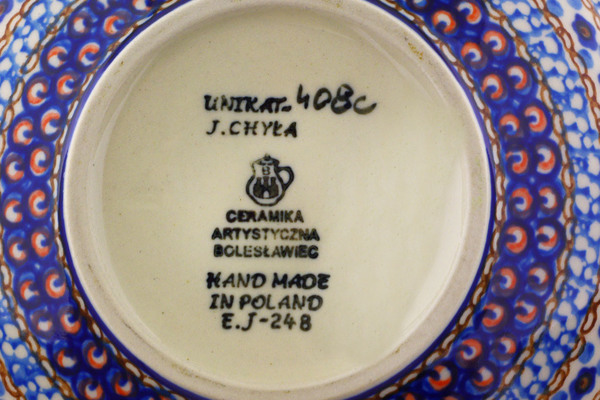 UNIKAT- 408C
J. CHYŁA
CERAMIKA
ARTYSTYCZNA
BOLESŁAWIEC
HAND MADE
IN POLAND
E.J-248